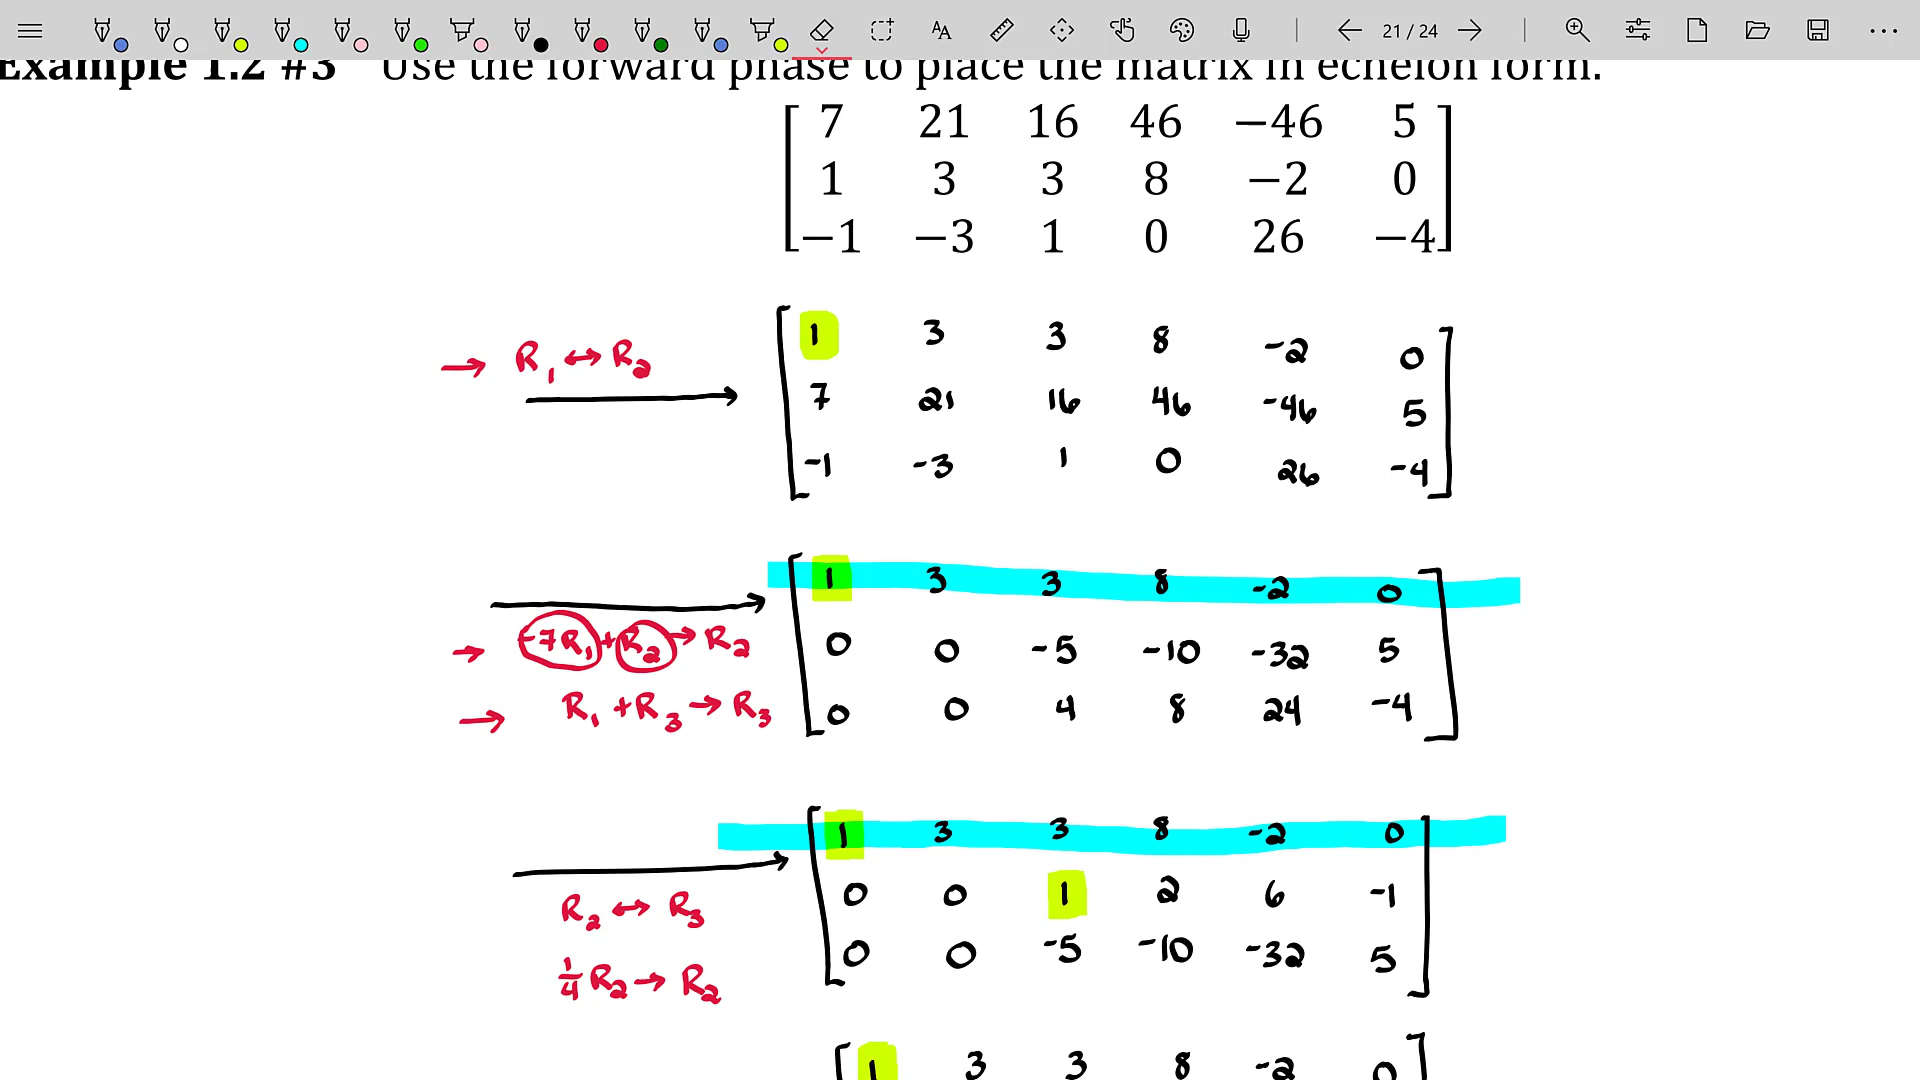 21 / 24
Example 1.2 #3 Use the forward phase to place the matrix in echelon form.
7 21 16 46 −46 5
1 3 3 8 −2 0
−1 −3 1 0 26 −4
→ R₁ ↔ R₂
1 3 3 8 -2 0
7 21 16 46 -46 5
-1 -3 1 0 26 -4
→ -7R₁ + R₂ → R₂
→ R₁ + R₃ → R₃
1 3 3 8 -2 0
0 0 -5 -10 -32 5
0 0 4 8 24 -4
R₂ ↔ R₃
1/4 R₂ → R₂
1 3 3 8 -2 0
0 0 1 2 6 -1
0 0 -5 -10 -32 5
1 3 3 8 -2 0